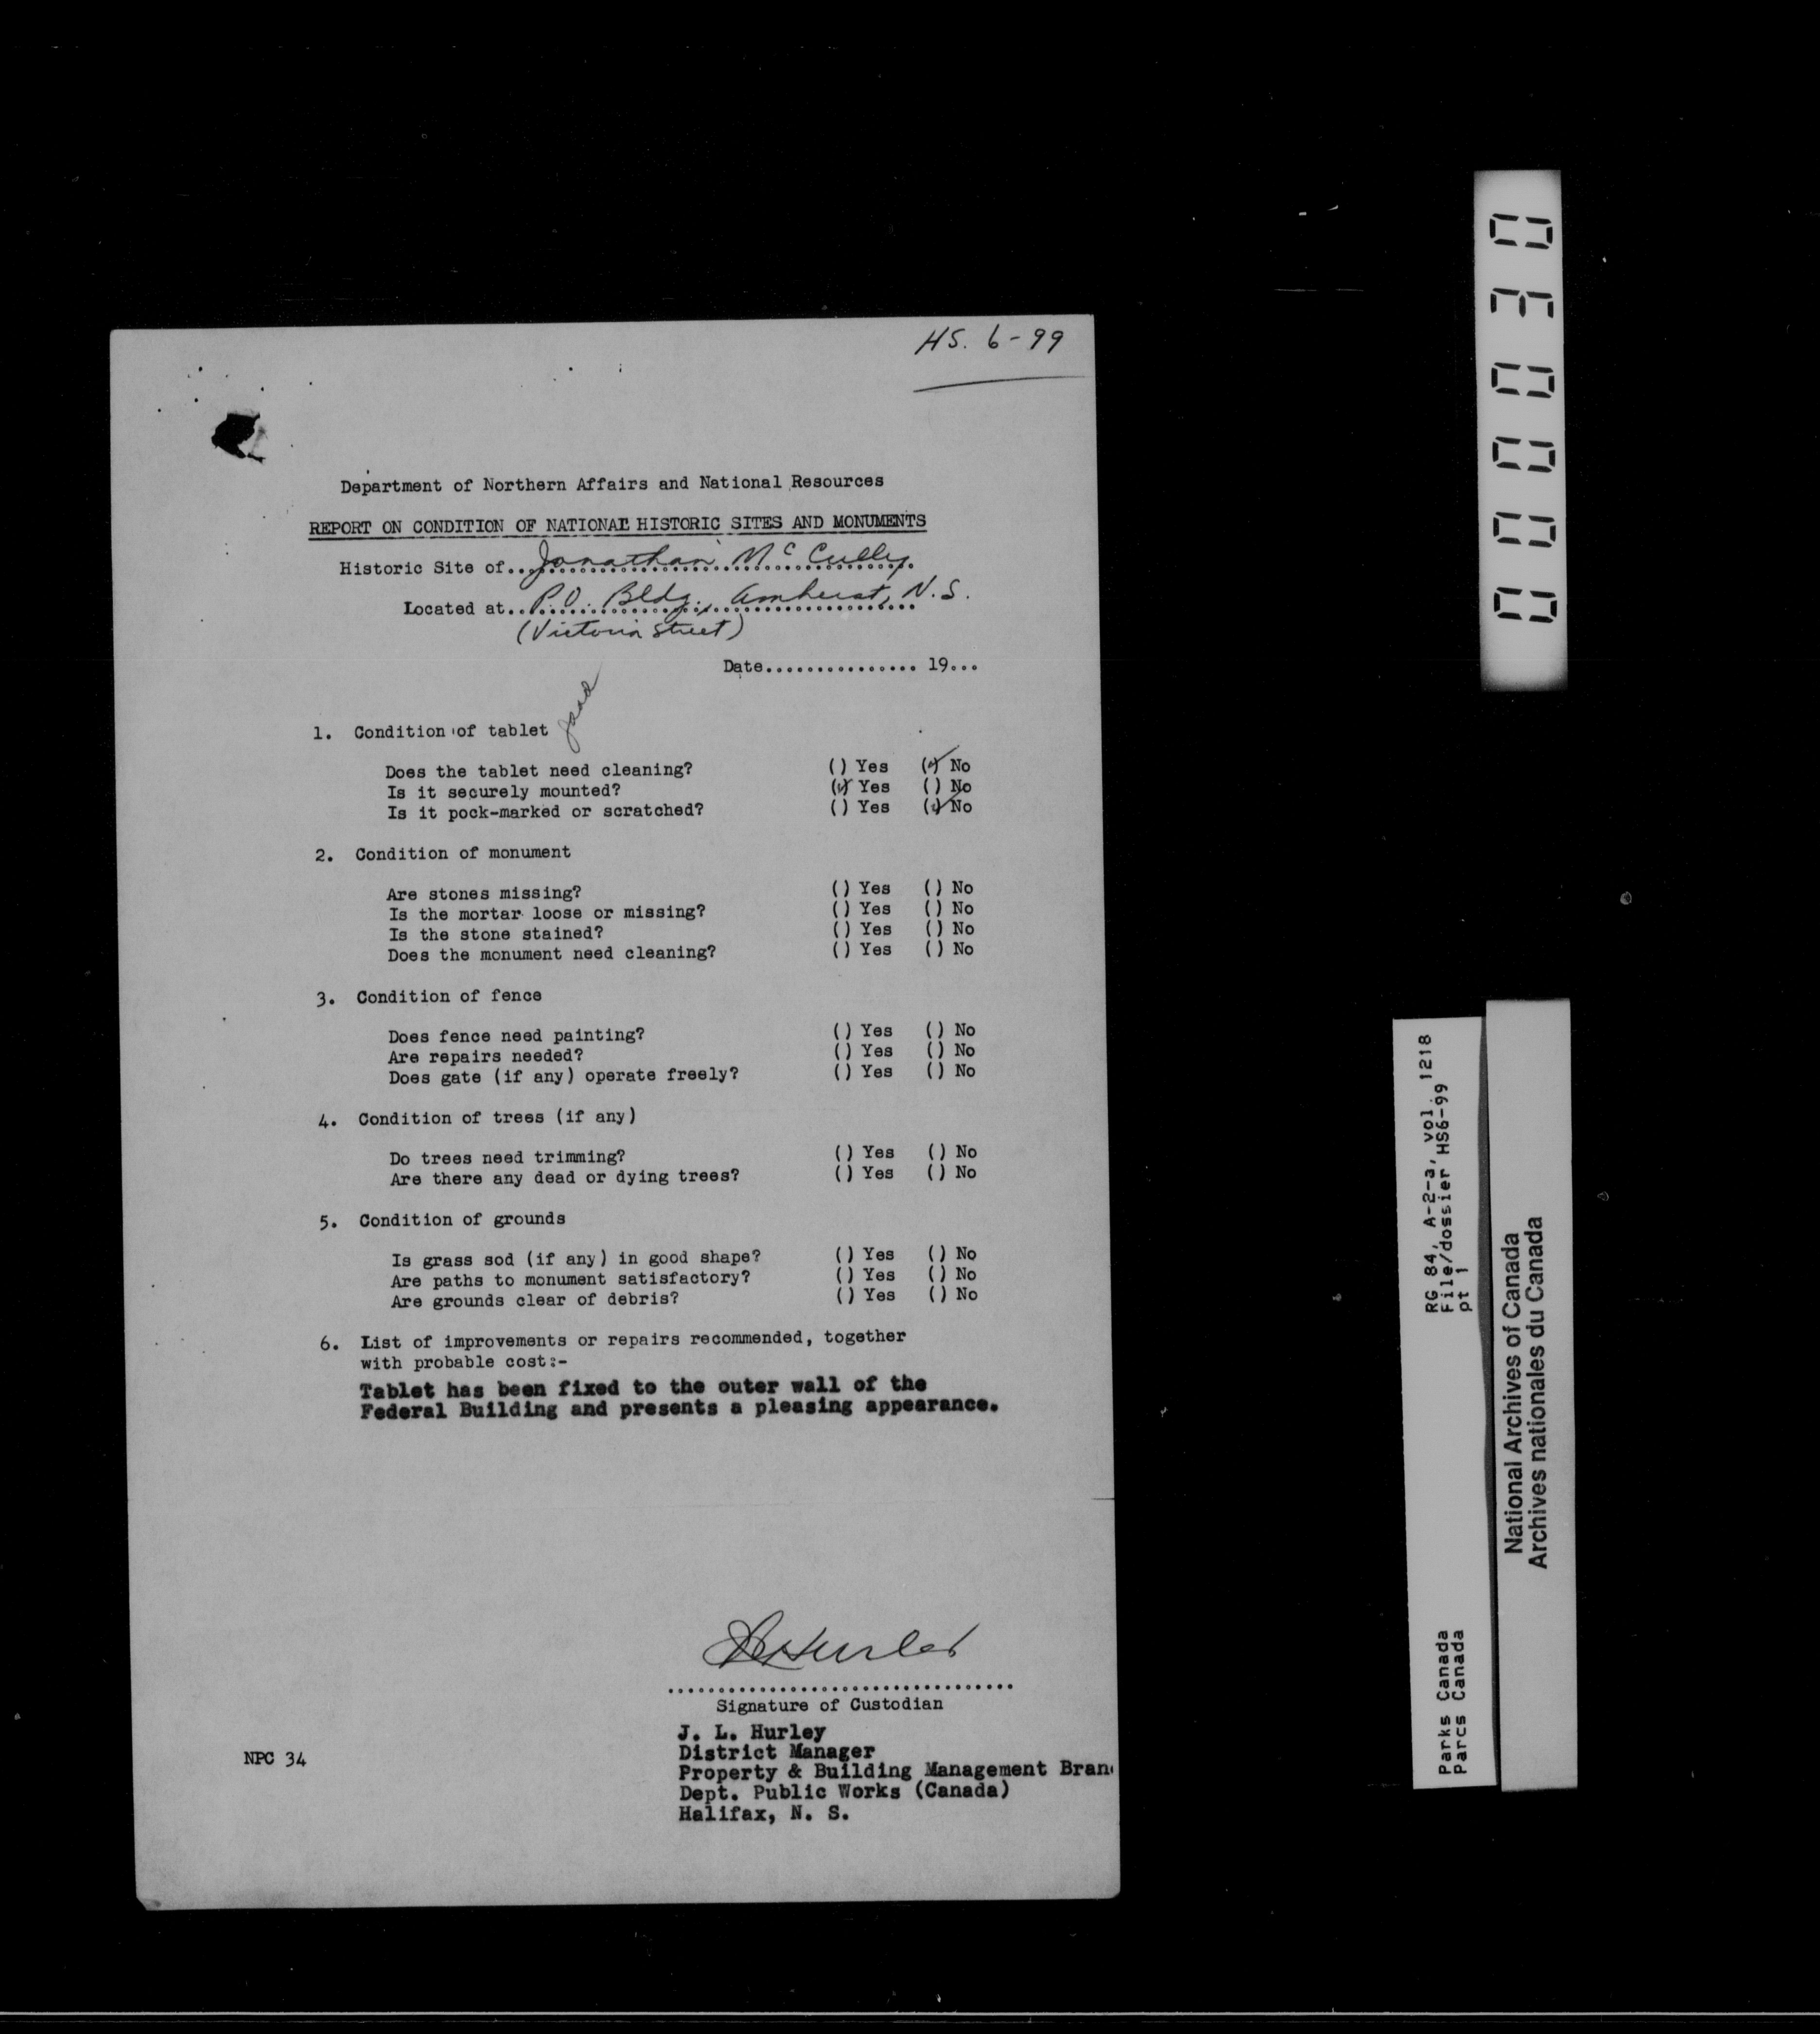 HS. 6-99
Department of Northern Affairs and National Resources
REPORT ON CONDITION OF NATIONAL HISTORIC SITES AND MONUMENTS
Historic Site of..Jonathan McCully.
Located at..P.O. Bldg., Amherst, N.S.
(Victoria Street)
Date............... 19...
1. Condition of tablet good
Does the tablet need cleaning? () Yes (✓) No
Is it securely mounted? (✓) Yes () No
Is it pock-marked or scratched? () Yes (✓) No
2. Condition of monument
Are stones missing? () Yes () No
Is the mortar loose or missing? () Yes () No
Is the stone stained? () Yes () No
Does the monument need cleaning? () Yes () No
3. Condition of fence
Does fence need painting? () Yes () No
Are repairs needed? () Yes () No
Does gate (if any) operate freely? () Yes () No
4. Condition of trees (if any)
Do trees need trimming? () Yes () No
Are there any dead or dying trees? () Yes () No
5. Condition of grounds
Is grass sod (if any) in good shape? () Yes () No
Are paths to monument satisfactory? () Yes () No
Are grounds clear of debris? () Yes () No
6. List of improvements or repairs recommended, together
with probable cost:-
Tablet has been fixed to the outer wall of the
Federal Building and presents a pleasing appearance.
JLHurley
Signature of Custodian
J. L. Hurley
District Manager
Property & Building Management Bran
Dept. Public Works (Canada)
Halifax, N. S.
NPC 34
000030
RG 84, A-2-a, vol. 1218
File/dossier HS6-99
pt 1
Parks Canada
Parcs Canada
National Archives of Canada
Archives nationales du Canada